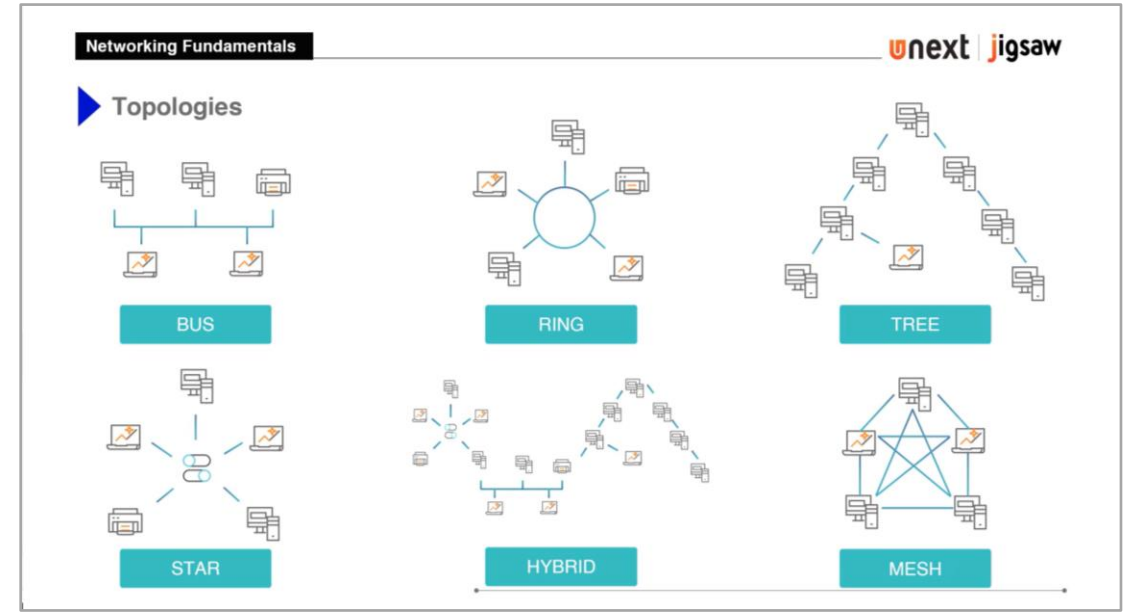 Networking Fundamentals
unext jigsaw
Topologies
BUS
RING
TREE
STAR
HYBRID
MESH